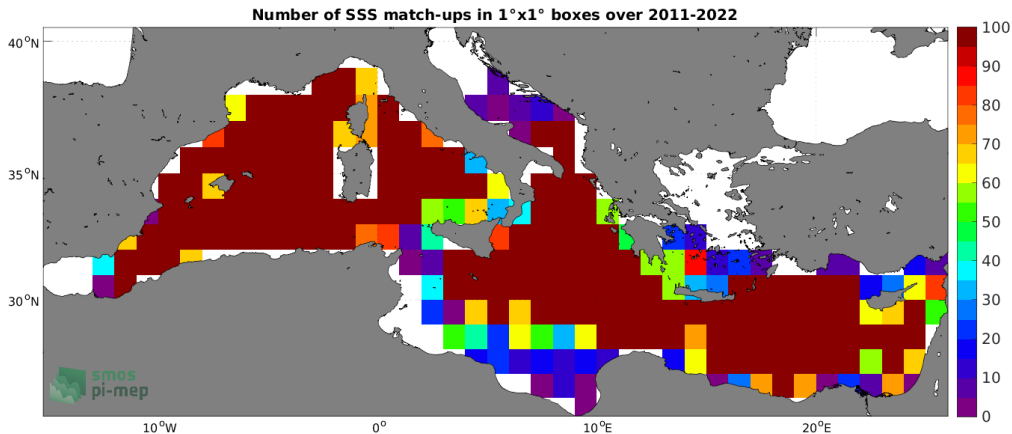 Number of SSS match-ups in 1°x1° boxes over 2011-2022
40°N
35°N
30°N
10°W
0°
10°E
20°E
100
90
80
70
60
50
40
30
20
10
0
smos
pi-mep